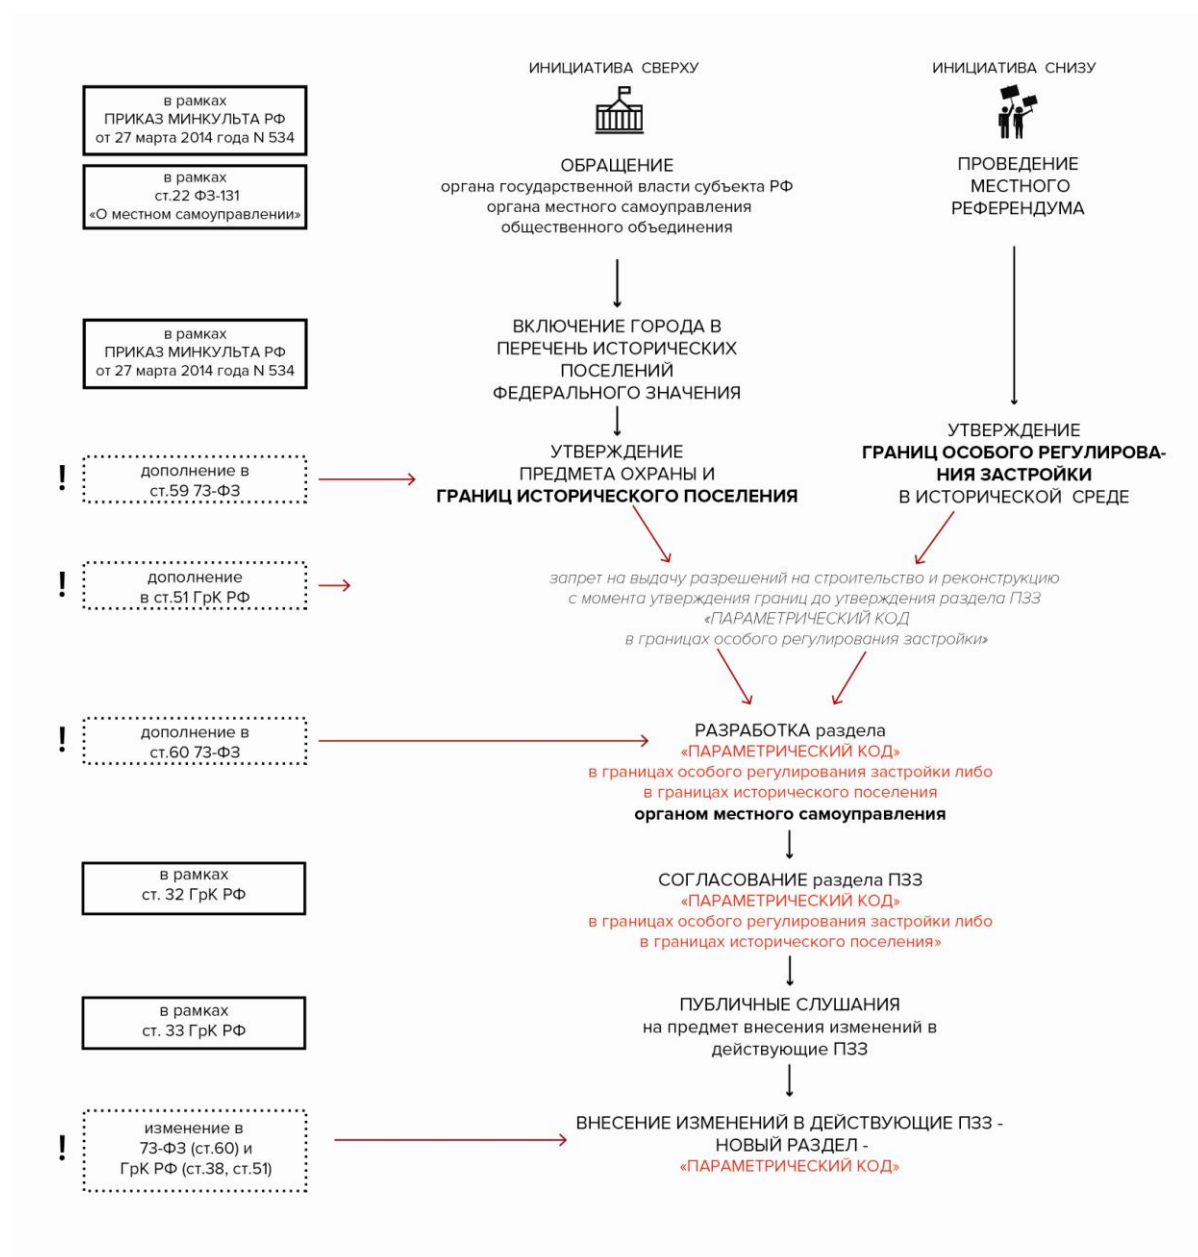 ИНИЦИАТИВА СВЕРХУ
ИНИЦИАТИВА СНИЗУ
в рамках
ПРИКАЗ МИНКУЛЬТА РФ
от 27 марта 2014 года N 534
в рамках
ст.22 ФЗ-131
«О местном самоуправлении»
ОБРАЩЕНИЕ
органа государственной власти субъекта РФ
органа местного самоуправления
общественного объединения
ПРОВЕДЕНИЕ
МЕСТНОГО
РЕФЕРЕНДУМА
в рамках
ПРИКАЗ МИНКУЛЬТА РФ
от 27 марта 2014 года N 534
ВКЛЮЧЕНИЕ ГОРОДА В
ПЕРЕЧЕНЬ ИСТОРИЧЕСКИХ
ПОСЕЛЕНИЙ
ФЕДЕРАЛЬНОГО ЗНАЧЕНИЯ
!
дополнение в
ст.59 73-ФЗ
УТВЕРЖДЕНИЕ
ПРЕДМЕТА ОХРАНЫ И
ГРАНИЦ ИСТОРИЧЕСКОГО ПОСЕЛЕНИЯ
УТВЕРЖДЕНИЕ
ГРАНИЦ ОСОБОГО РЕГУЛИРОВА-
НИЯ ЗАСТРОЙКИ
В ИСТОРИЧЕСКОЙ СРЕДЕ
!
дополнение
в ст.51 ГрК РФ
запрет на выдачу разрешений на строительство и реконструкцию
с момента утверждения границ до утверждения раздела ПЗЗ
«ПАРАМЕТРИЧЕСКИЙ КОД
в границах особого регулирования застройки»
!
дополнение в
ст.60 73-ФЗ
РАЗРАБОТКА раздела
«ПАРАМЕТРИЧЕСКИЙ КОД»
в границах особого регулирования застройки либо
в границах исторического поселения
органом местного самоуправления
в рамках
ст. 32 ГрК РФ
СОГЛАСОВАНИЕ раздела ПЗЗ
«ПАРАМЕТРИЧЕСКИЙ КОД»
в границах особого регулирования застройки либо
в границах исторического поселения»
в рамках
ст. 33 ГрК РФ
ПУБЛИЧНЫЕ СЛУШАНИЯ
на предмет внесения изменений в
действующие ПЗЗ
!
изменение в
73-ФЗ (ст.60) и
ГрК РФ (ст.38, ст.51)
ВНЕСЕНИЕ ИЗМЕНЕНИЙ В ДЕЙСТВУЮЩИЕ ПЗЗ -
НОВЫЙ РАЗДЕЛ -
«ПАРАМЕТРИЧЕСКИЙ КОД»